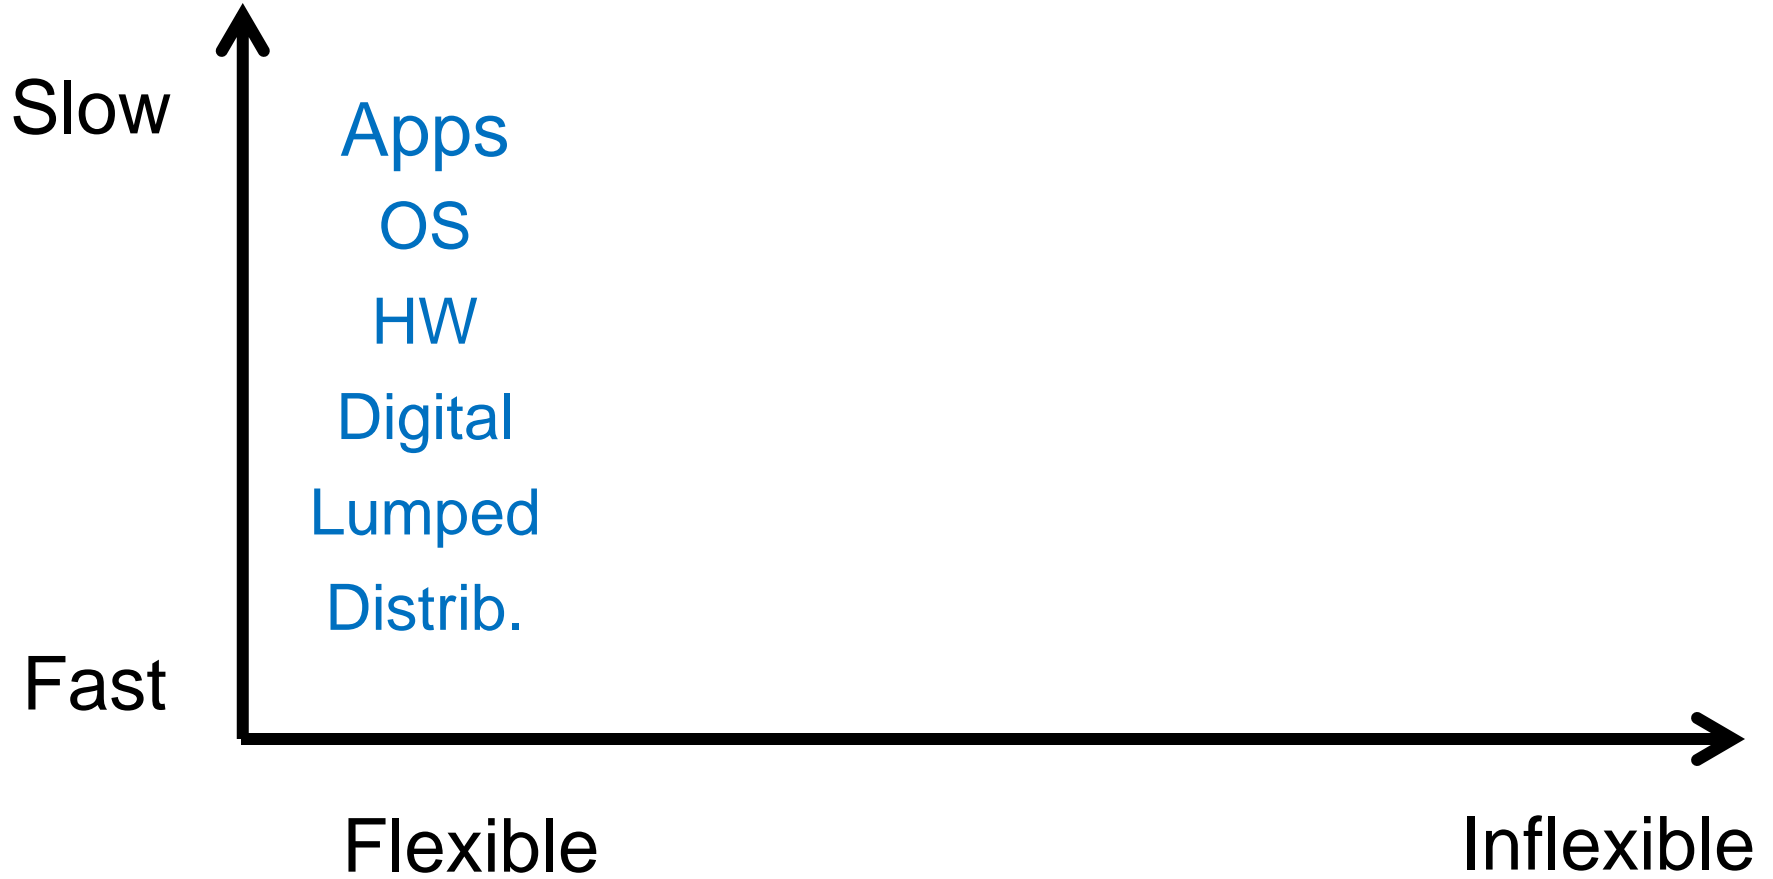 Slow
Apps
OS
HW
Digital
Lumped
Distrib.
Fast
Flexible
Inflexible